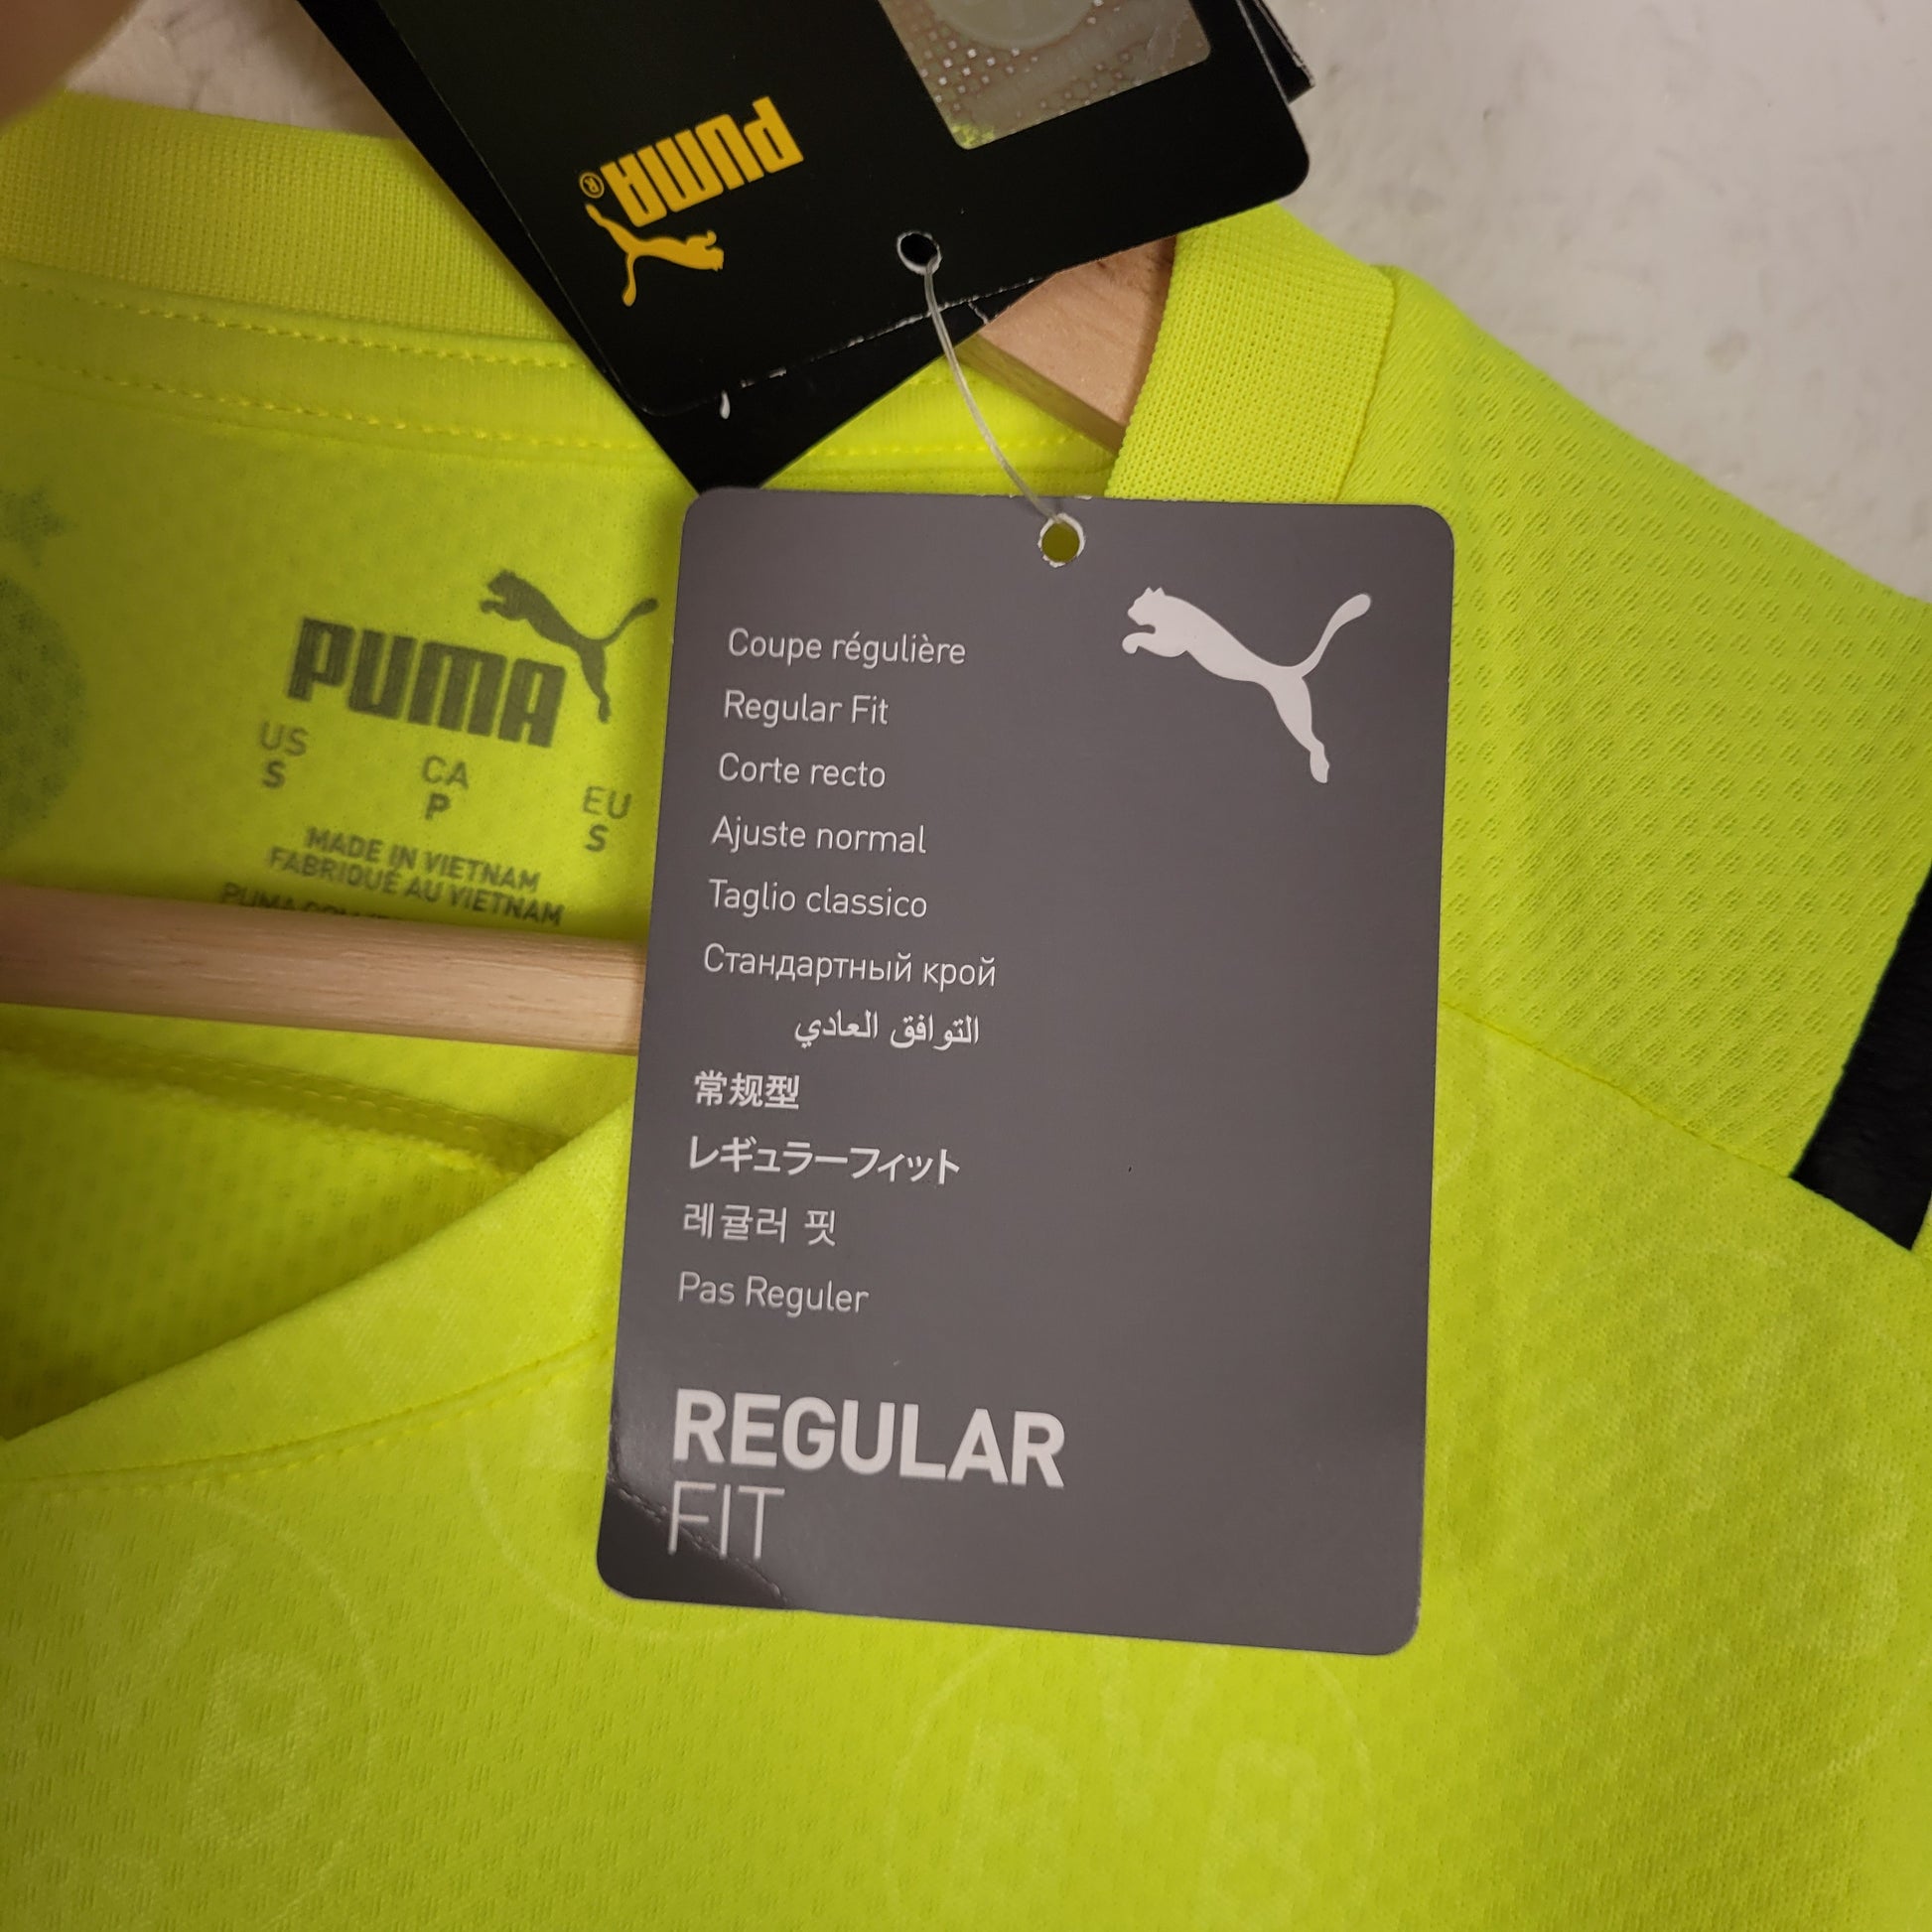 PUMA®
PUMA
US
S
CA
P
EU
S
MADE IN VIETNAM
FABRIQUÉ AU VIETNAM
Coupe régulière
Regular Fit
Corte recto
Ajuste normal
Taglio classico
Стандартный крой
التوافق العادي
常规型
レギュラーフィット
레귤러 핏
Pas Reguler
REGULAR
FIT